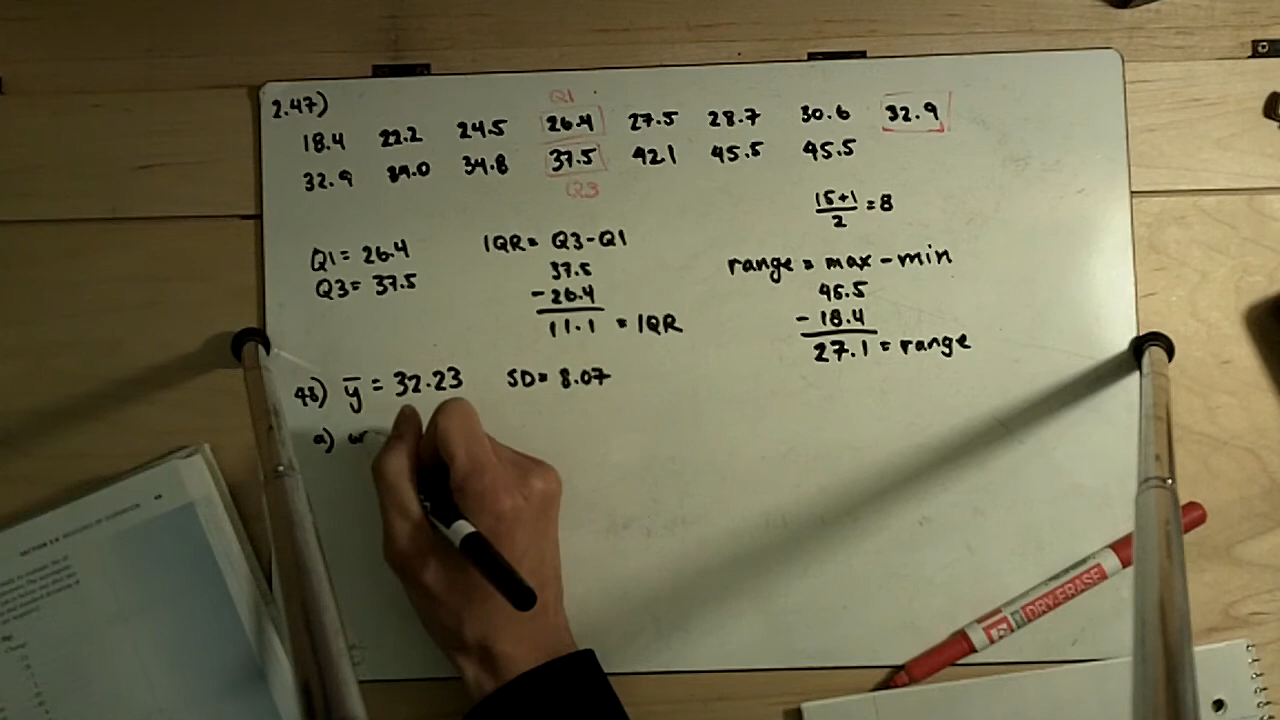 2.47)
Q1
18.4 22.2 24.5 26.4 27.5 28.7 30.6 32.9
32.9 34.0 34.8 37.5 42.1 45.5 45.5
Q3
15+1
2
= 8
Q1 = 26.4
Q3 = 37.5
IQR = Q3 - Q1
37.5
- 26.4
11.1 = IQR
range = max - min
45.5
- 18.4
27.1 = range
48) ȳ = 32.23 SD = 8.07
a)
DRY-ERASE